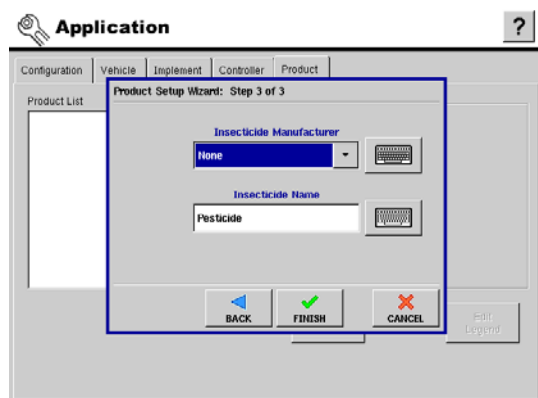 Application
?
Configuration Vehicle Implement Controller Product
Product List
Product Setup Wizard: Step 3 of 3
Insecticide Manufacturer
None
Insecticide Name
Pesticide
BACK FINISH CANCEL
Edit
Legend